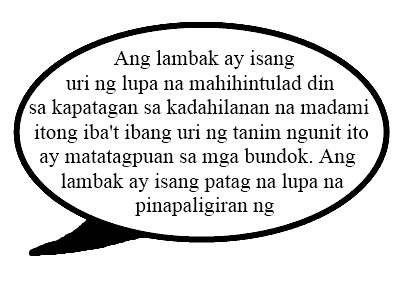 Ang lambak ay isang
uri ng lupa na mahihintulad din
sa kapatagan sa kadahilanan na madami
itong iba't ibang uri ng tanim ngunit ito
ay matatagpuan sa mga bundok. Ang
lambak ay isang patag na lupa na
pinapaligiran ng